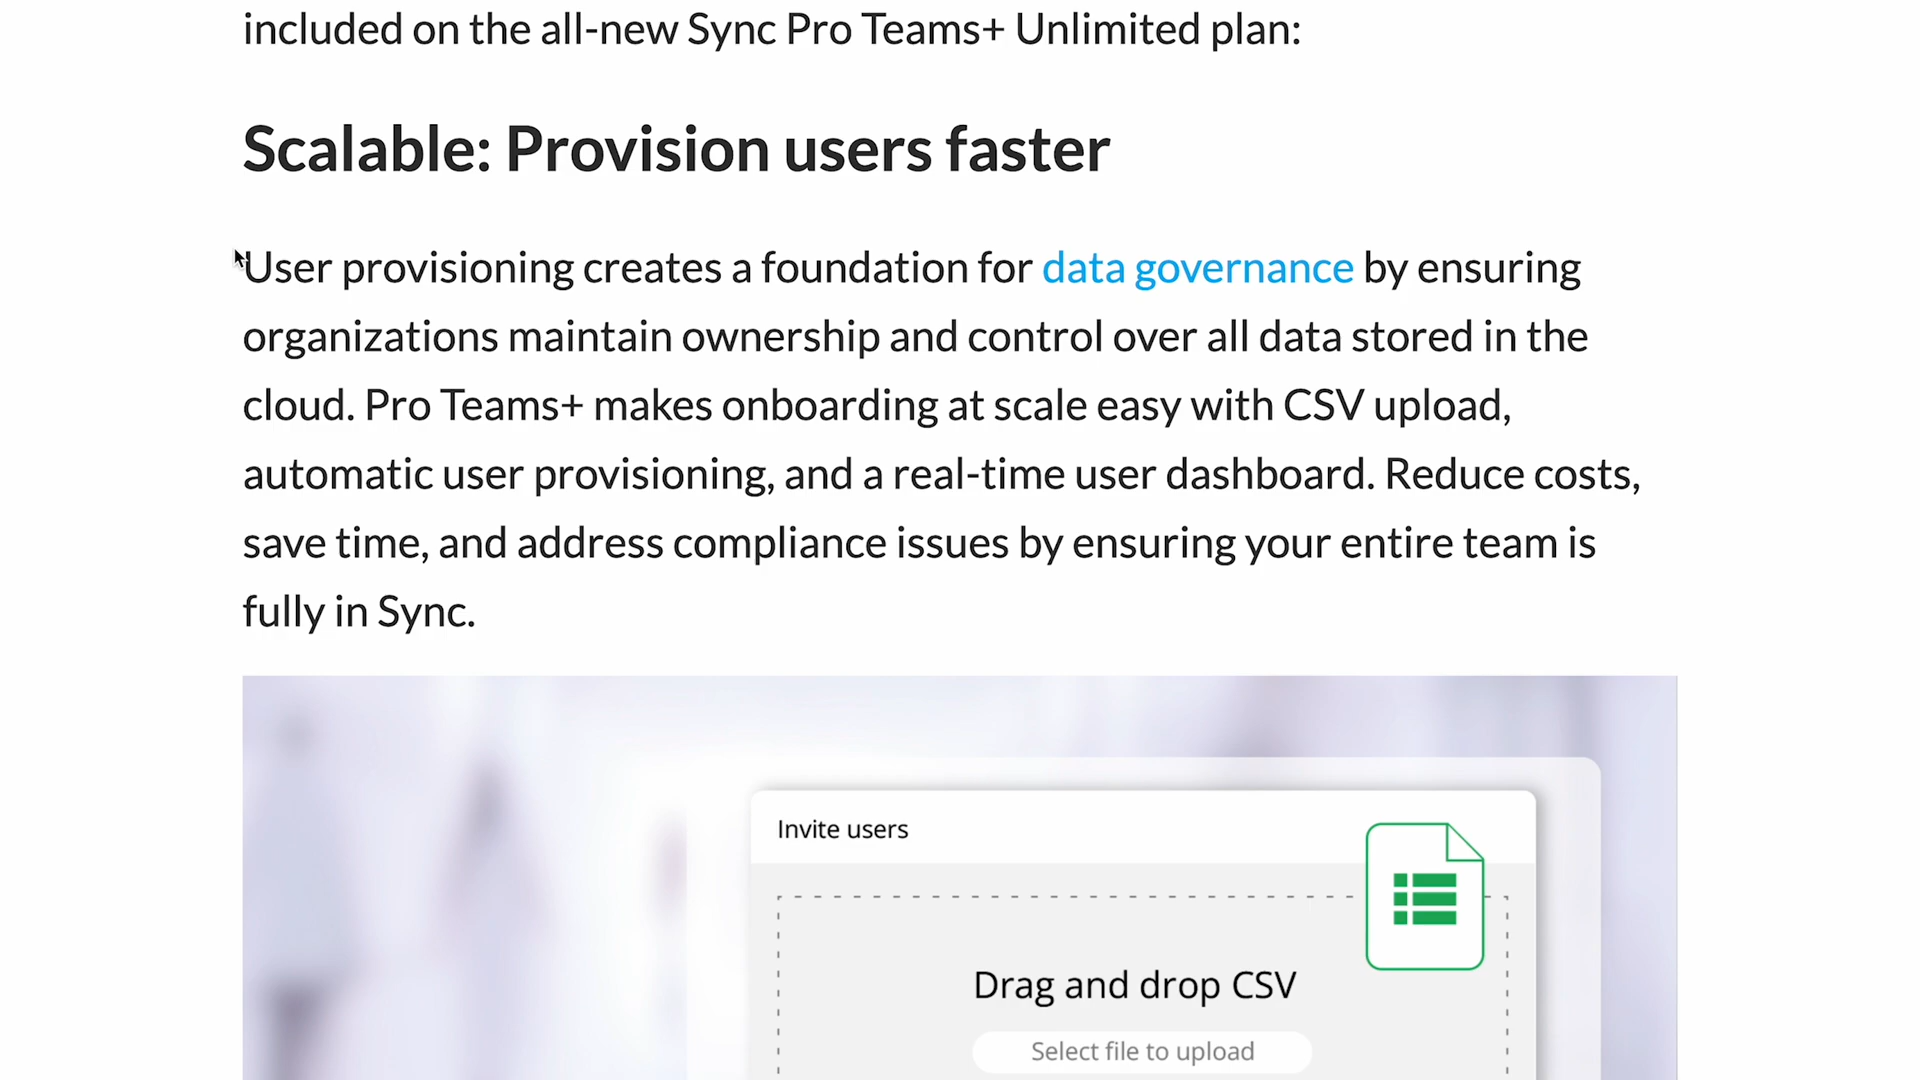 included on the all-new Sync Pro Teams+ Unlimited plan:
Scalable: Provision users faster
User provisioning creates a foundation for data governance by ensuring
organizations maintain ownership and control over all data stored in the
cloud. Pro Teams+ makes onboarding at scale easy with CSV upload,
automatic user provisioning, and a real-time user dashboard. Reduce costs,
save time, and address compliance issues by ensuring your entire team is
fully in Sync.
Invite users
Drag and drop CSV
Select file to upload